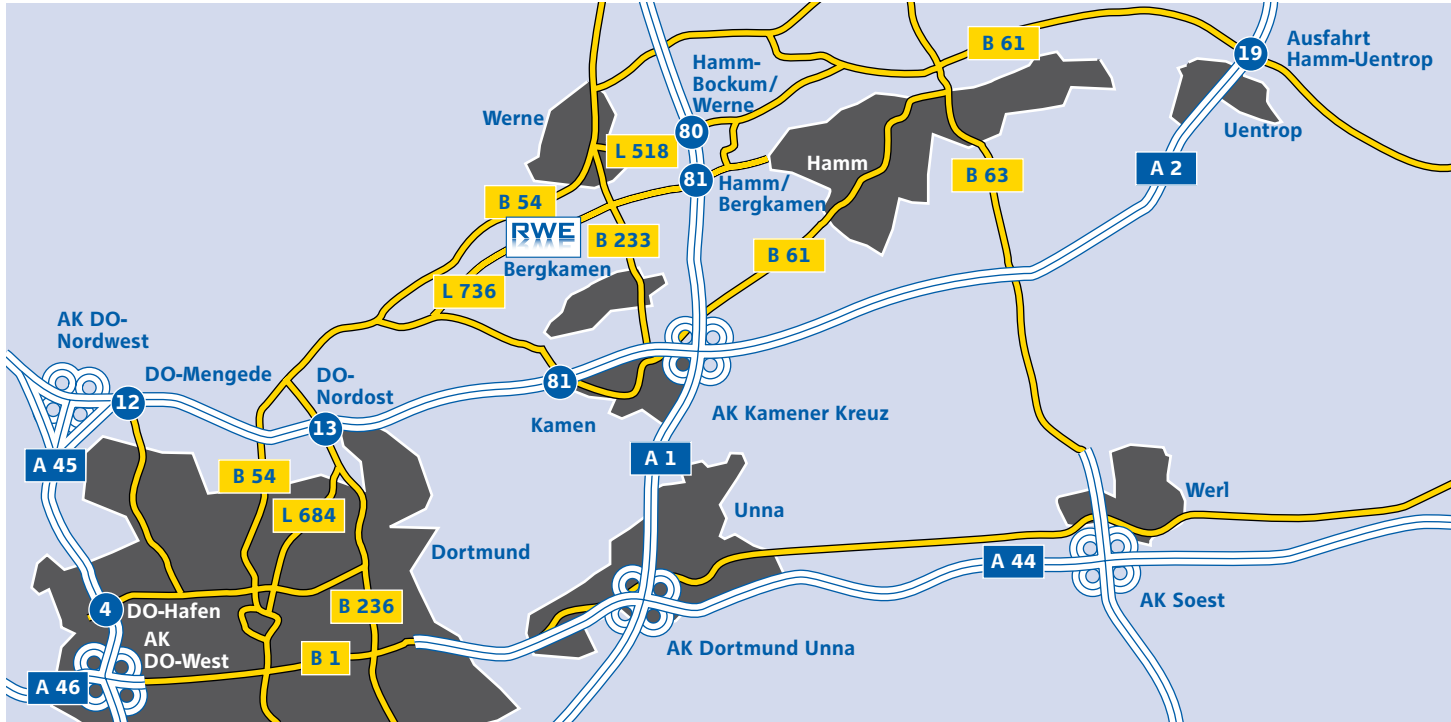 B 61
19
Ausfahrt
Hamm-Uentrop
Hamm-
Bockum/
Werne
Werne
80
Uentrop
L 518
Hamm
A 2
81
Hamm/
Bergkamen
B 63
B 54
RWE
B 233
B 61
Bergkamen
L 736
AK DO-
Nordwest
DO-Mengede
DO-
Nordost
12
81
AK Kamener Kreuz
13
Kamen
A 45
A 1
B 54
Werl
L 684
Unna
Dortmund
A 44
4
DO-Hafen
B 236
AK Soest
AK
DO-West
AK Dortmund Unna
B 1
A 46